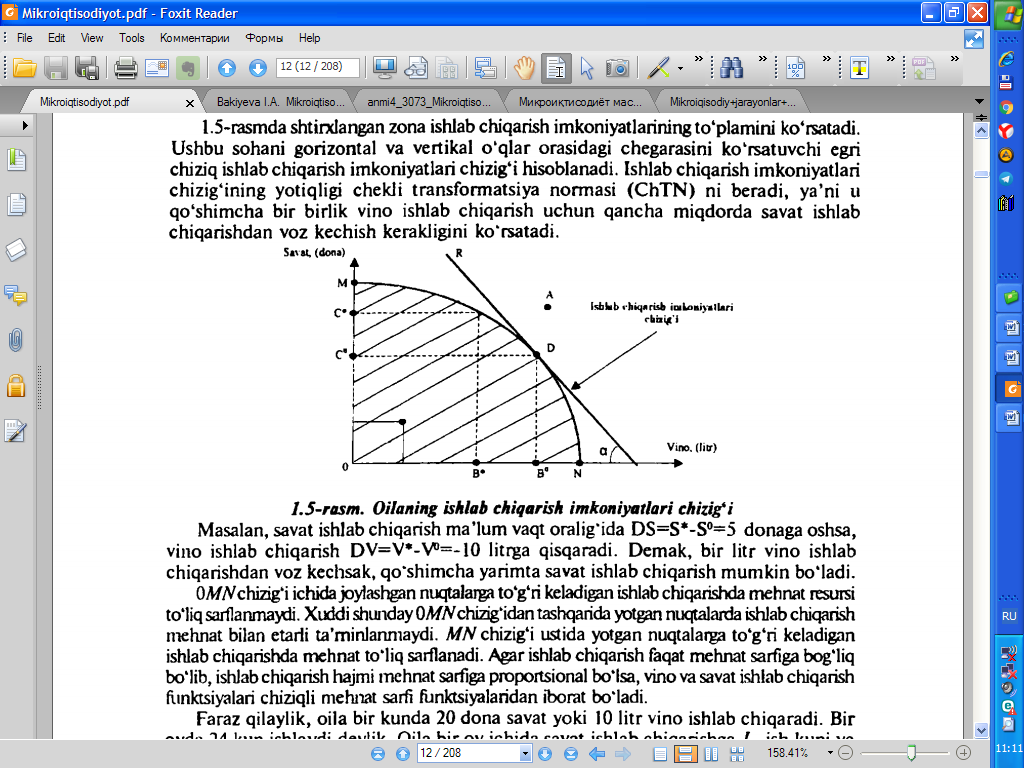 Mikroiqtisodiyot.pdf - Foxit Reader
File Edit View Tools Комментарии Формы Help
12 (12 / 208)
Mikroiqtisodiyot.pdf
Bakiyeva I.A. Mikroiqtiso...
anmi4_3073_Mikroiqtiso...
Микроиқтисодиёт мас...
Mikroiqisodiy+jarayonlar+...
1.5-rasmda shtirxlangan zona ishlab chiqarish imkoniyatlarining to‘plamini ko‘rsatadi.
Ushbu sohani gorizontal va vertikal o‘qlar orasidagi chegarasini ko‘rsatuvchi egri
chiziq ishlab chiqarish imkoniyatlari chizig‘i hisoblanadi. Ishlab chiqarish imkoniyatlari
chizig‘ining yotiqligi chekli transformatsiya normasi (ChTN) ni beradi, ya’ni u
qo‘shimcha bir birlik vino ishlab chiqarish uchun qancha miqdorda savat ishlab
chiqarishdan voz kechish kerakligini ko‘rsatadi.
Savat, (dona)
R
M
A
C*
Ishlab chiqarish imkoniyatlari
chizig‘i
D
C⁰
Vino, (litr)
α
0
B*
B⁰
N
1.5-rasm. Oilaning ishlab chiqarish imkoniyatlari chizig‘i
Masalan, savat ishlab chiqarish ma’lum vaqt oralig‘ida DS=S*-S⁰=5 donaga oshsa,
vino ishlab chiqarish DV=V*-V⁰=-10 litrga qisqaradi. Demak, bir litr vino ishlab
chiqarishdan voz kechsak, qo‘shimcha yarimta savat ishlab chiqarish mumkin bo‘ladi.
0MN chizig‘i ichida joylashgan nuqtalarga to‘g‘ri keladigan ishlab chiqarishda mehnat resursi
to‘liq sarflanmaydi. Xuddi shunday 0MN chizig‘idan tashqarida yotgan nuqtalarda ishlab chiqarish
mehnat bilan etarli ta’minlanmaydi. MN chizig‘i ustida yotgan nuqtalarga to‘g‘ri keladigan
ishlab chiqarishda mehnat to‘liq sarflanadi. Agar ishlab chiqarish faqat mehnat sarfiga bog‘liq
bo‘lib, ishlab chiqarish hajmi mehnat sarfiga proportsional bo‘lsa, vino va savat ishlab chiqarish
funktsiyalari chiziqli mehnat sarfi funktsiyalaridan iborat bo‘ladi.
Faraz qilaylik, oila bir kunda 20 dona savat yoki 10 litr vino ishlab chiqaradi. Bir
12 / 208
158.41%
RU
11:11